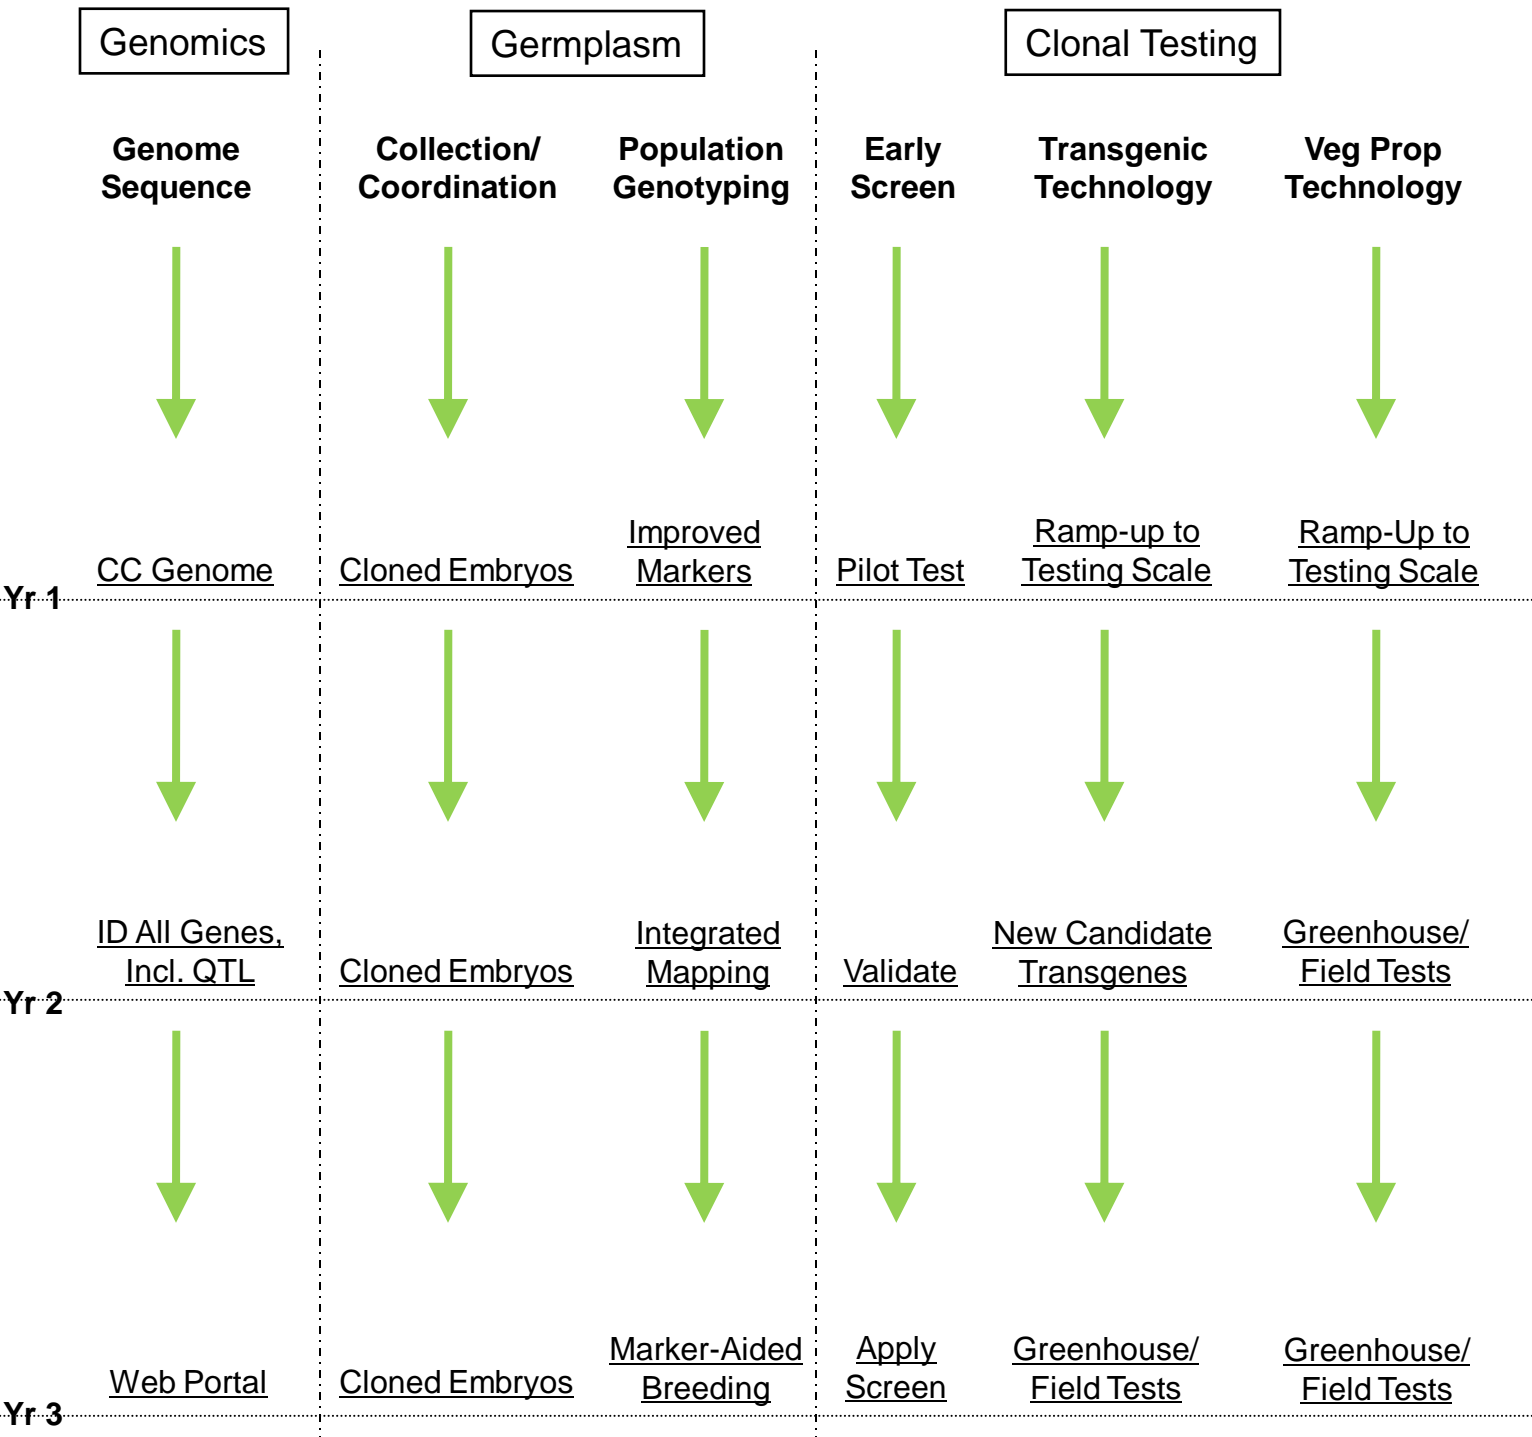 Genomics
Germplasm
Clonal Testing
Genome
Sequence
Collection/
Coordination
Population
Genotyping
Early
Screen
Transgenic
Technology
Veg Prop
Technology
CC Genome
Cloned Embryos
Improved
Markers
Pilot Test
Ramp-up to
Testing Scale
Ramp-Up to
Testing Scale
Yr 1
ID All Genes,
Incl. QTL
Cloned Embryos
Integrated
Mapping
Validate
New Candidate
Transgenes
Greenhouse/
Field Tests
Yr 2
Web Portal
Cloned Embryos
Marker-Aided
Breeding
Apply
Screen
Greenhouse/
Field Tests
Greenhouse/
Field Tests
Yr 3